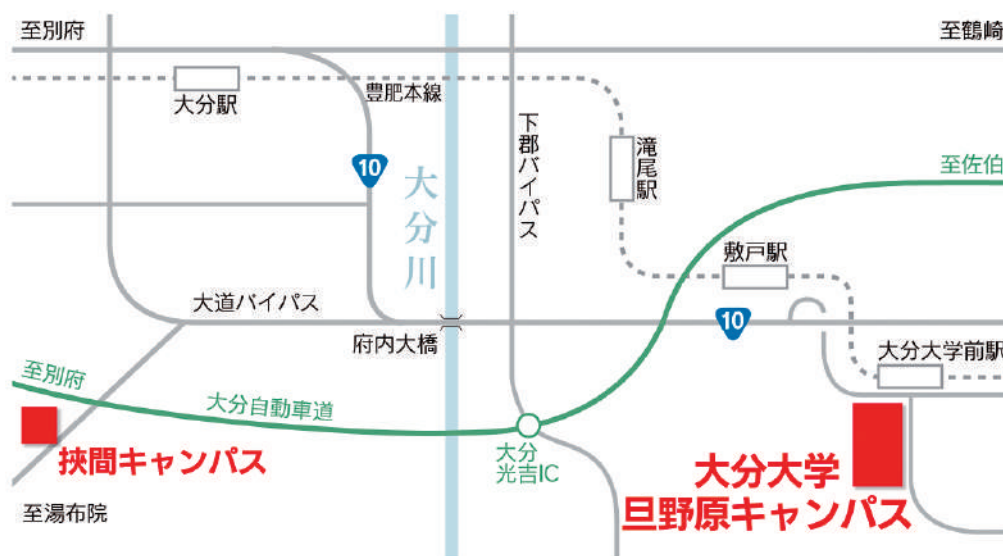 至別府
至鶴崎
大分駅
豊肥本線
10
大分川
下郡バイパス
滝尾駅
至佐伯
敷戸駅
大道バイパス
府内大橋
10
大分大学前駅
至別府
大分自動車道
挾間キャンパス
大分
光吉IC
大分大学
旦野原キャンパス
至湯布院